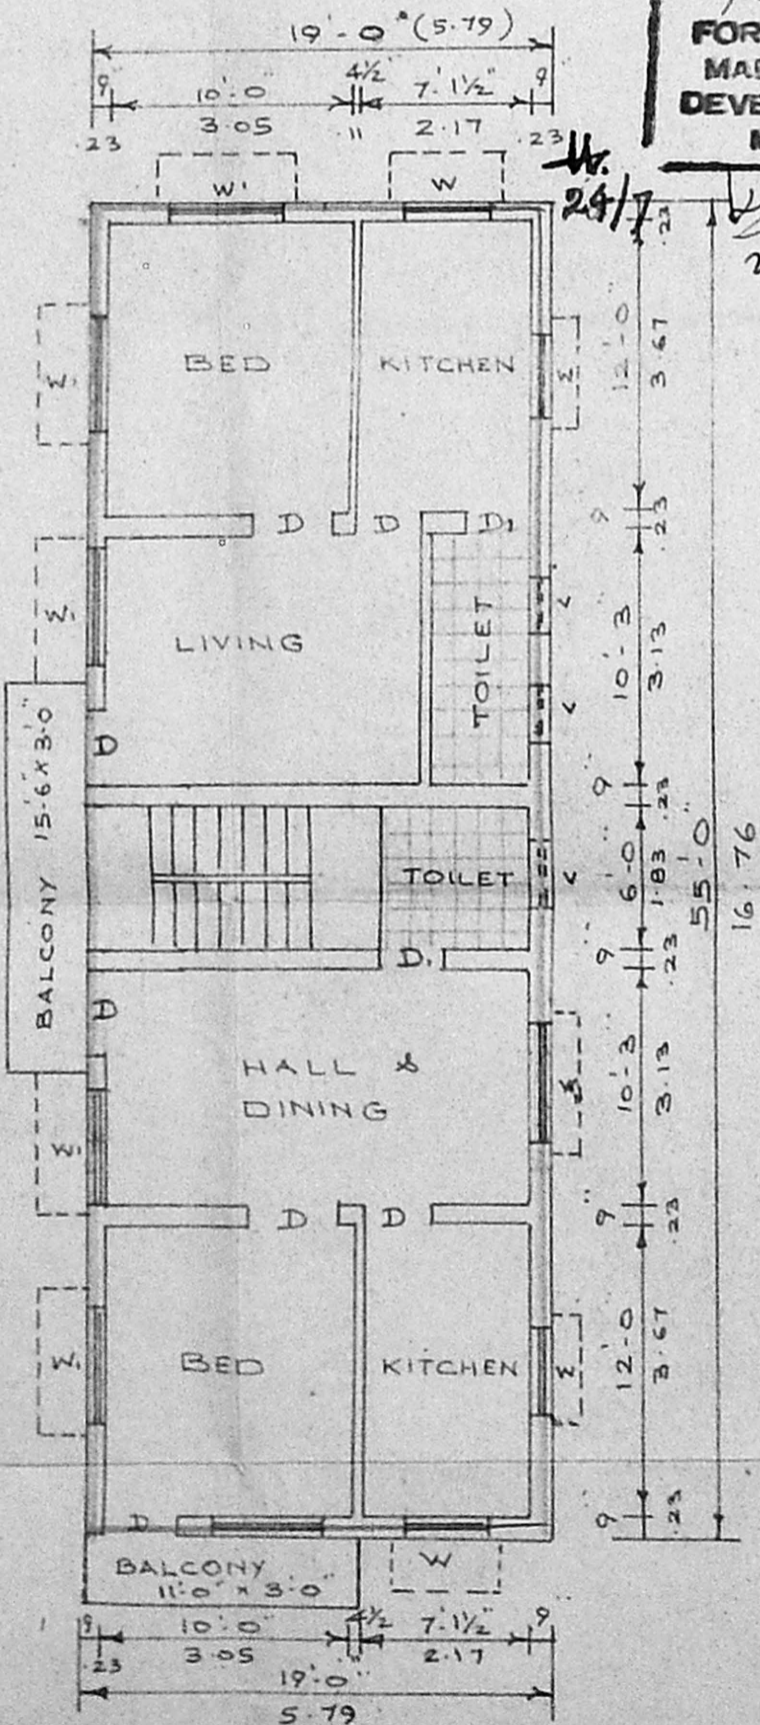 19'-0" (5.79)
FOR
MA
DEVE
9 10'-0 4½ 7'-1½" 9
.23 3.05 11 2.17 .23
24/7
W' W
.23
BED KITCHEN
W' W
12'-0 3.67
D D D1
9 .23
W'
LIVING
TOILET
V
V
10'-3 3.13
D
BALCONY 15'-6" X 3'-0"
9" .23
TOILET
V
6'-0 1.83
55'-0"
16.76
D1
9" .23
D
HALL &
DINING
W'
W'
10'-3 3.13
D D
9" .23
BED KITCHEN
W' W
12'-0 3.67
D
9" .23
BALCONY
11'-0" x 3'-0"
W
9 10'-0" 4½ 7'-1½" 9
.23 3.05 2.17
19'-0"
5.79